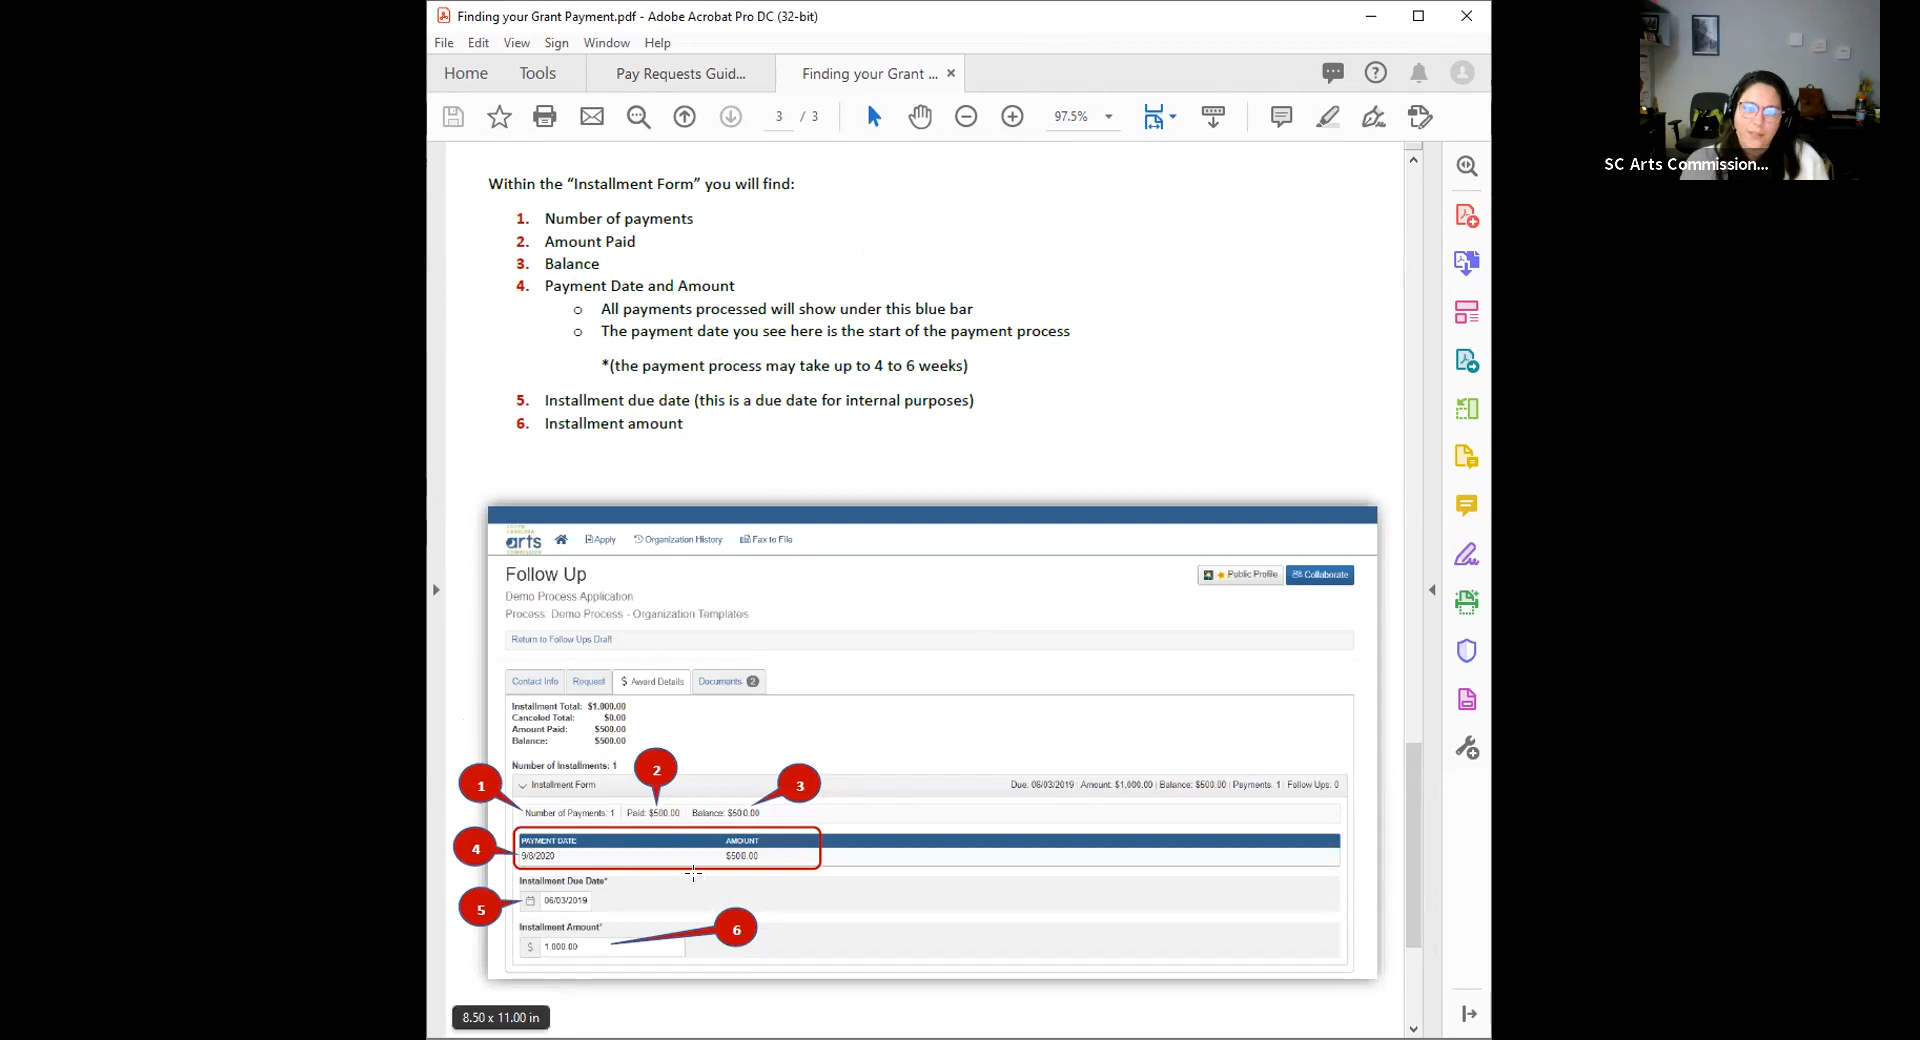 Finding your Grant Payment.pdf - Adobe Acrobat Pro DC (32-bit)
File Edit View Sign Window Help
Home Tools Pay Requests Guid... Finding your Grant ... ×
3 / 3 97.5%
SC Arts Commission...
Within the “Installment Form” you will find:
1. Number of payments
2. Amount Paid
3. Balance
4. Payment Date and Amount
o All payments processed will show under this blue bar
o The payment date you see here is the start of the payment process
*(the payment process may take up to 4 to 6 weeks)
5. Installment due date (this is a due date for internal purposes)
6. Installment amount
arts
Apply Organization History Fax to File
Follow Up
Public Profile Collaborate
Demo Process Application
Process: Demo Process - Organization Templates
Return to Follow Ups Draft
Contact Info Request $ Award Details Documents 2
Installment Total: $1,000.00
Canceled Total: $0.00
Amount Paid: $500.00
Balance: $500.00
Number of Installments: 1
Installment Form Due: 06/03/2019 | Amount: $1,000.00 | Balance: $500.00 | Payments: 1 | Follow Ups: 0
1 2 3
Number of Payments: 1 Paid: $500.00 Balance: $500.00
PAYMENT DATE AMOUNT
4
9/8/2020 $500.00
Installment Due Date*
5 06/03/2019
Installment Amount*
6
$ 1,000.00
8.50 x 11.00 in